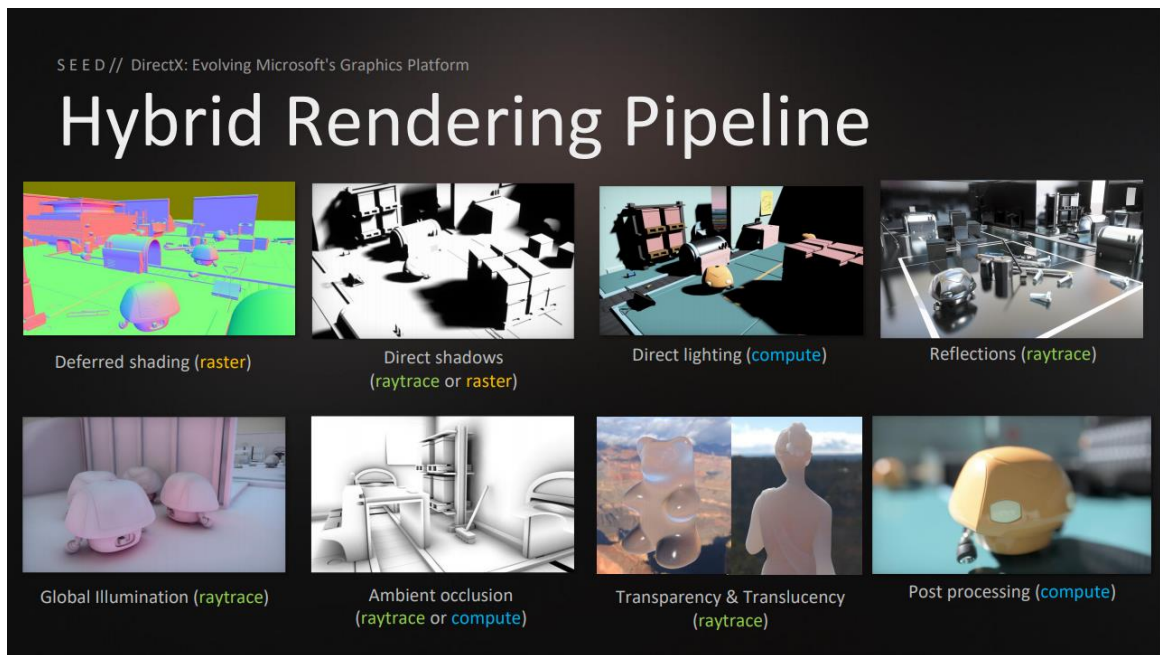 S E E D // DirectX: Evolving Microsoft's Graphics Platform
Hybrid Rendering Pipeline
Deferred shading (raster)
Direct shadows
(raytrace or raster)
Direct lighting (compute)
Reflections (raytrace)
Global Illumination (raytrace)
Ambient occlusion
(raytrace or compute)
Transparency & Translucency
(raytrace)
Post processing (compute)